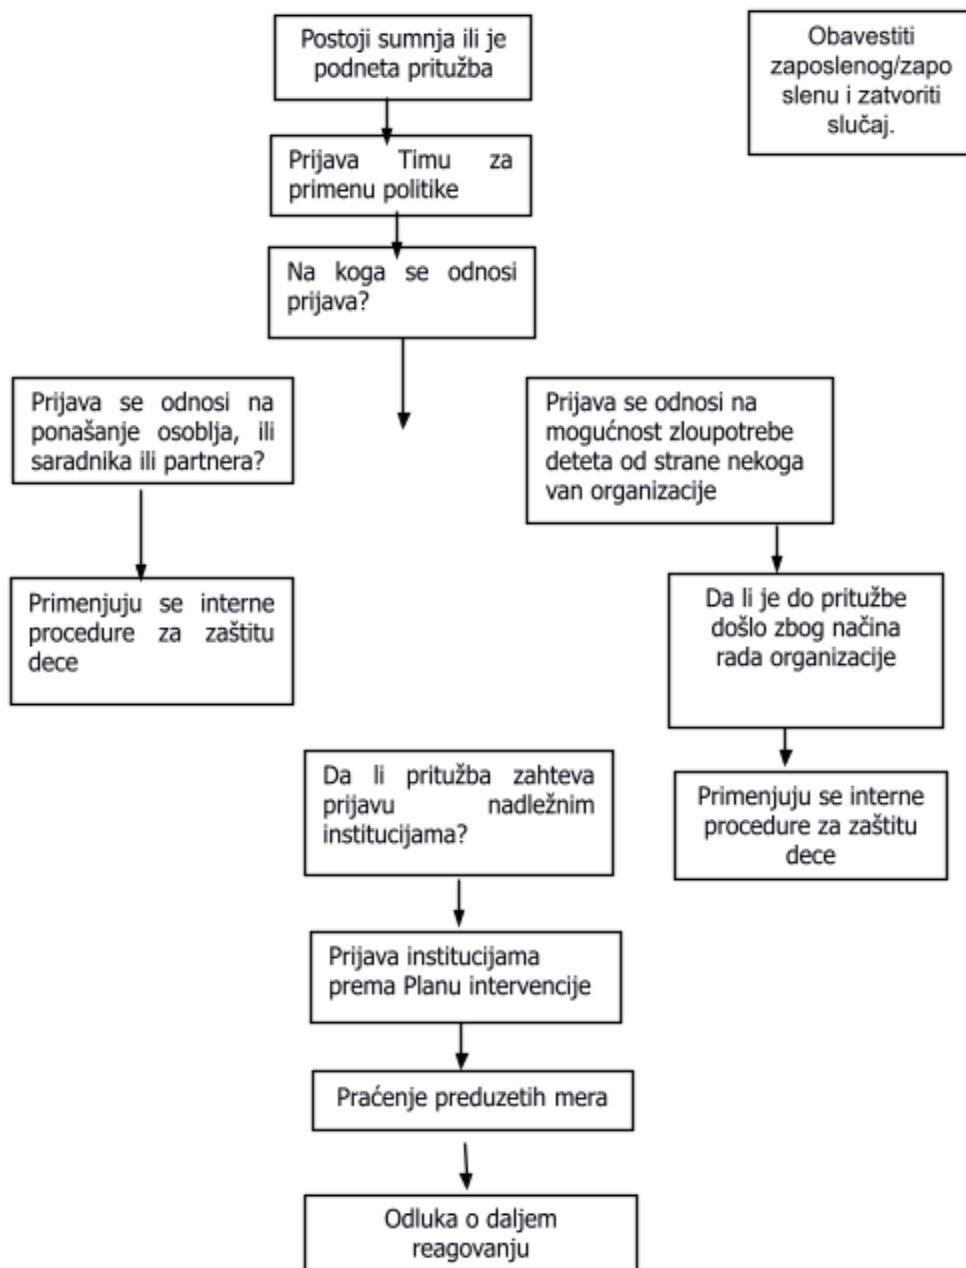 Postoji sumnja ili je
podneta pritužba
Obavestiti
zaposlenog/zapo
slenu i zatvoriti
slučaj.
Prijava Timu za
primenu politike
Na koga se odnosi
prijava?
Prijava se odnosi na
ponašanje osoblja, ili
saradnika ili partnera?
Prijava se odnosi na
mogućnost zloupotrebe
deteta od strane nekoga
van organizacije
Primenjuju se interne
procedure za zaštitu
dece
Da li je do pritužbe
došlo zbog načina
rada organizacije
Da li pritužba zahteva
prijavu nadležnim
institucijama?
Primenjuju se interne
procedure za zaštitu
dece
Prijava institucijama
prema Planu intervencije
Praćenje preduzetih mera
Odluka o daljem
reagovanju